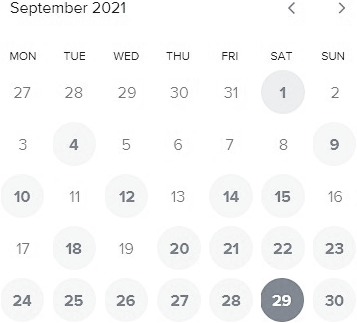 September 2021
MON TUE WED THU FRI SAT SUN
27 28 29 30 31 1 2
3 4 5 6 7 8 9
10 11 12 13 14 15 16
17 18 19 20 21 22 23
24 25 26 27 28 29 30